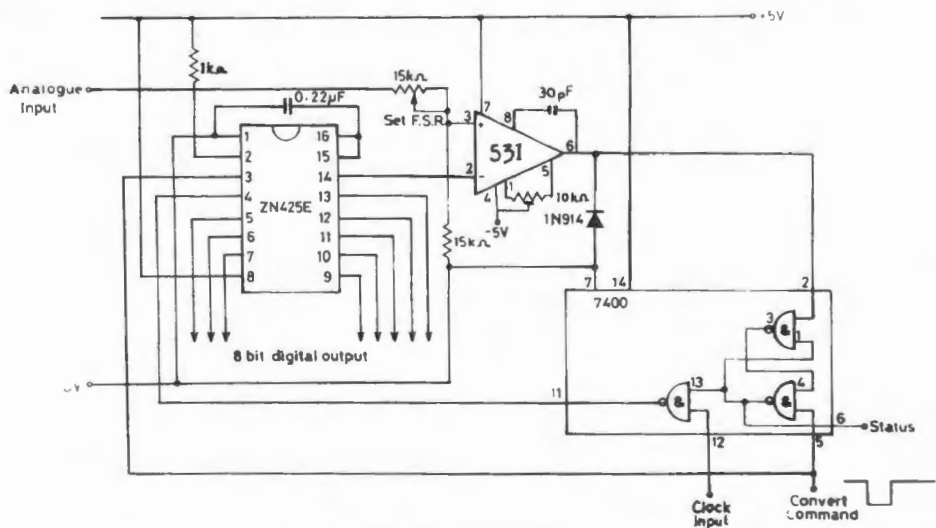 +5V
1kΩ
15kΩ
30pF
Analogue
Input
0.22µF
Set F.S.R.
7
8
3
+
6
531
2
-
4
1
5
10kΩ
-5V
1N914
15kΩ
1
16
2
15
3
14
4
ZN425E
13
5
12
6
11
7
10
8
9
7
14
2
7400
3
&
1
8 bit digital output
4
&
13
11
&
6
Status
12
5
Clock
Input
Convert
Command